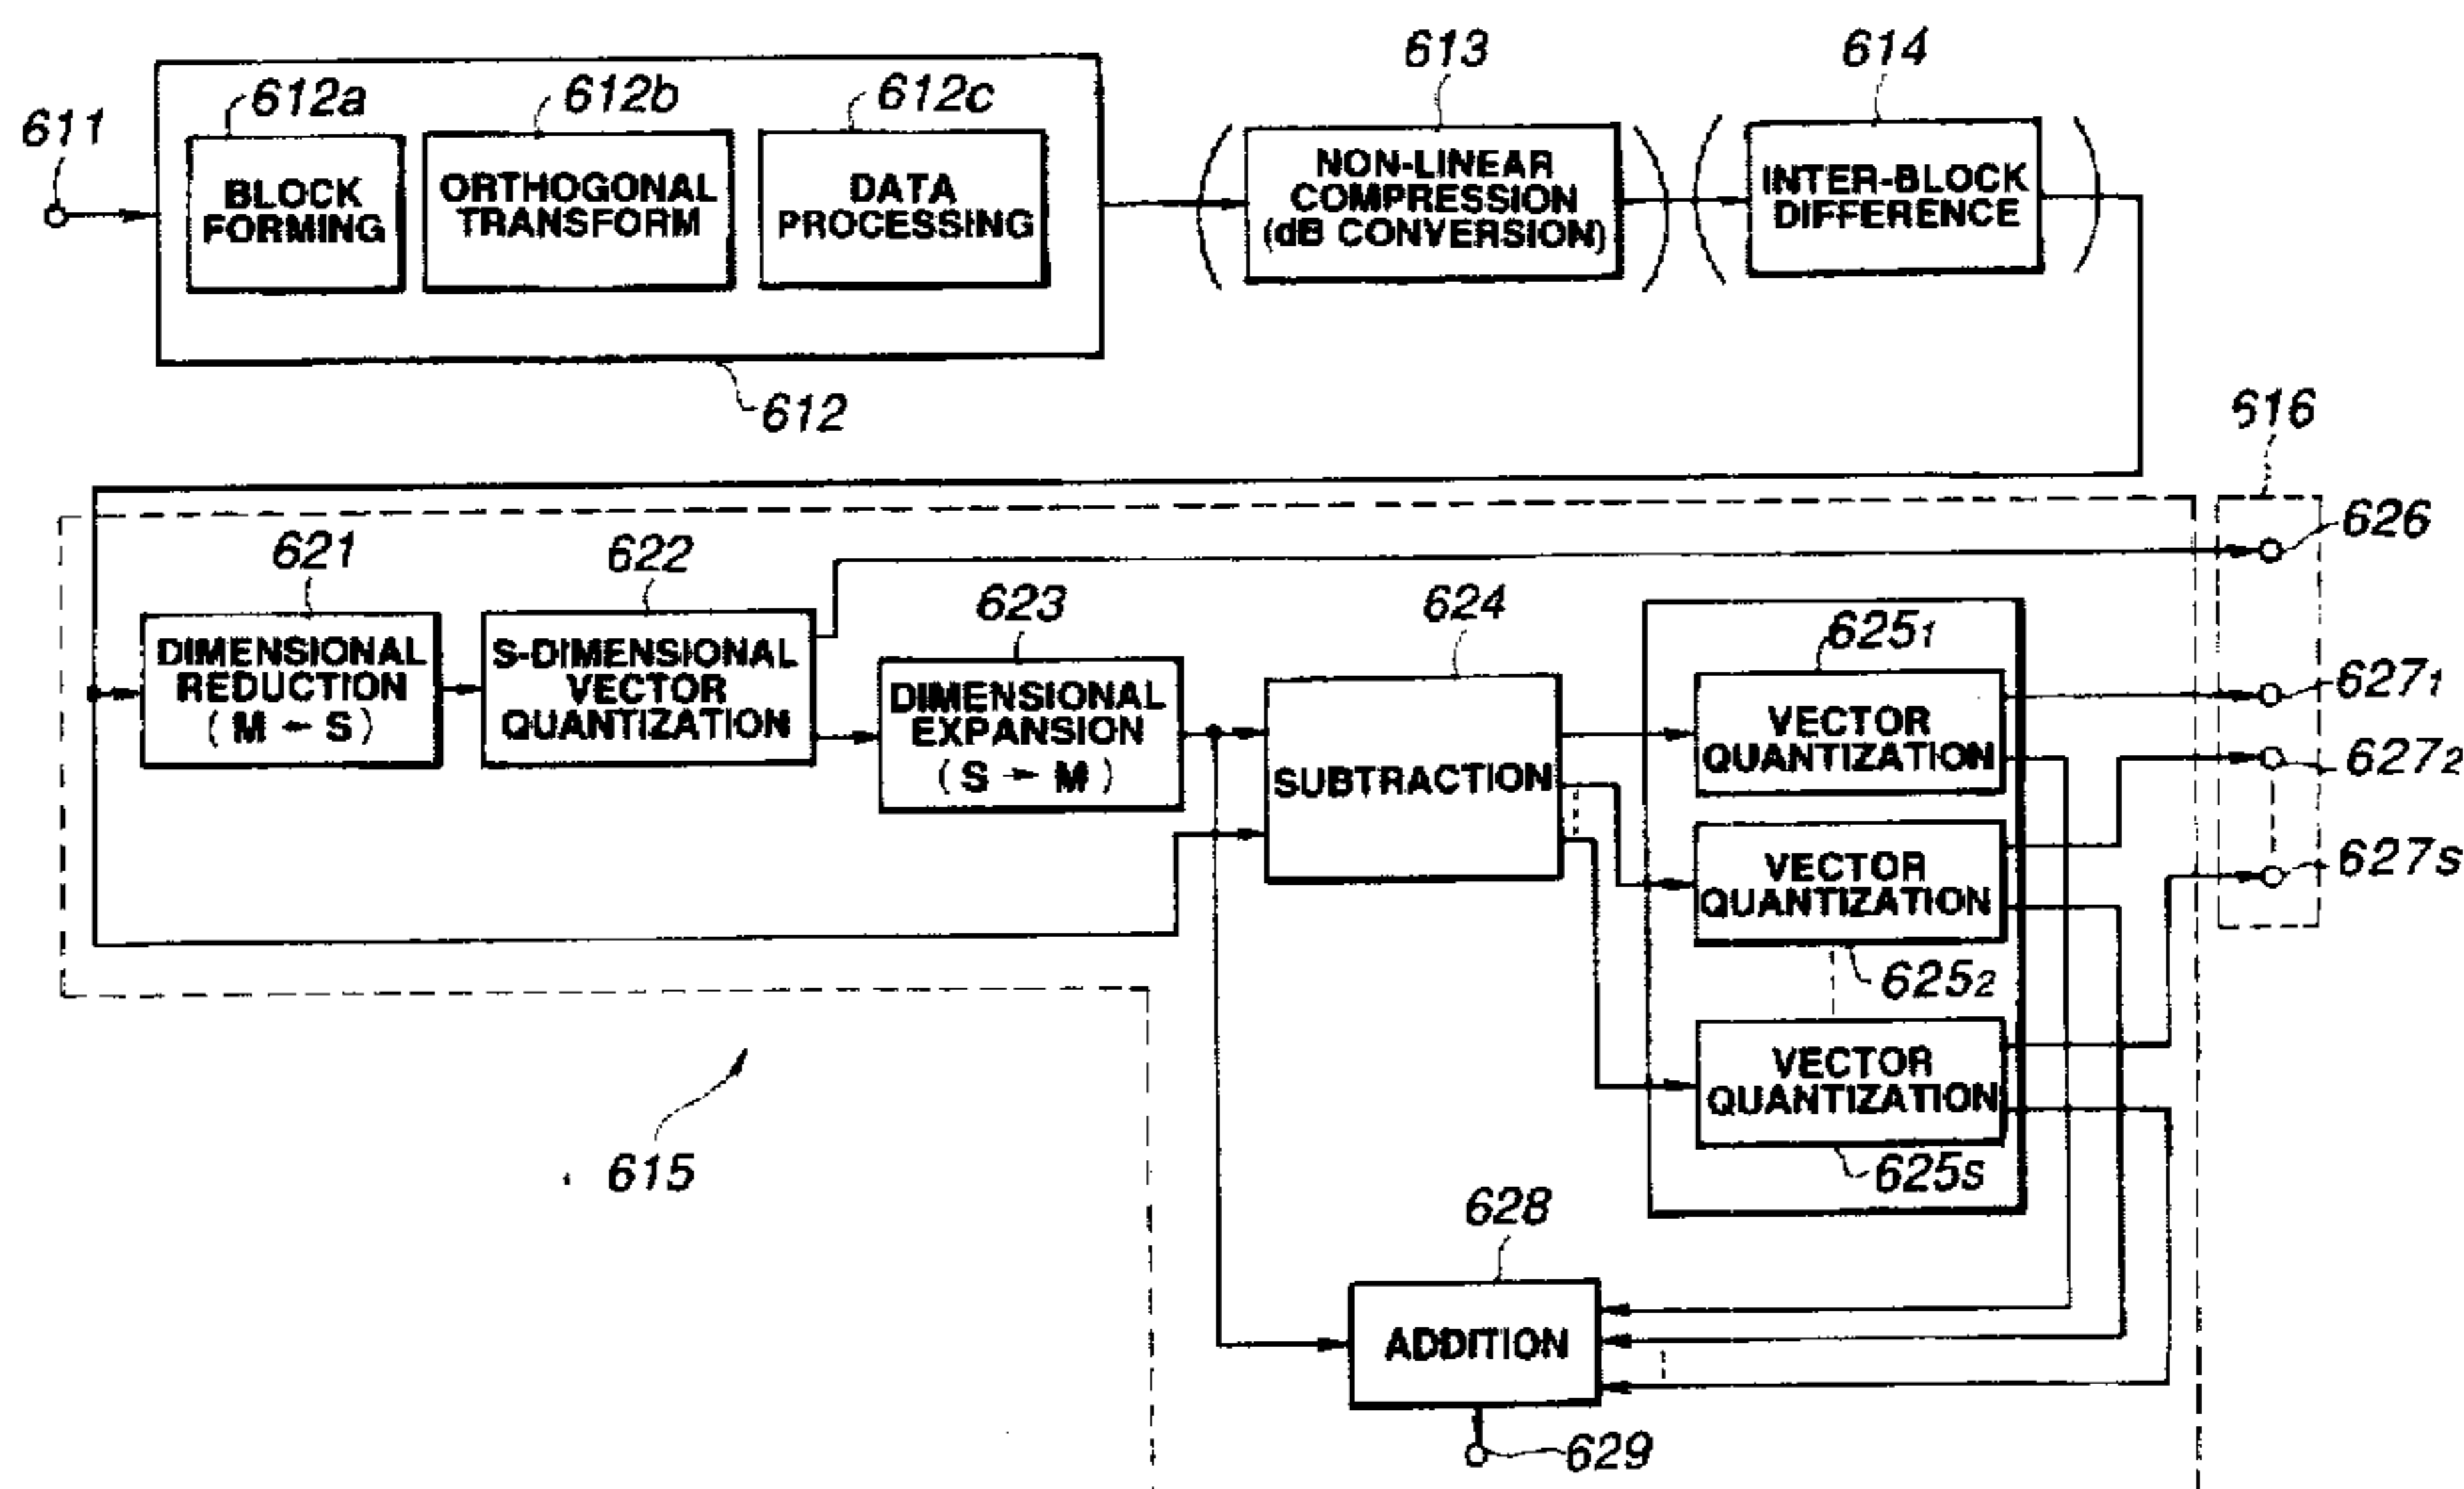 613
614
612a
612b
612c
611
BLOCK
FORMING
ORTHOGONAL
TRANSFORM
DATA
PROCESSING
NON-LINEAR
COMPRESSION
(dB CONVERSION)
INTER-BLOCK
DIFFERENCE
612
616
626
621
622
623
624
625₁
DIMENSIONAL
REDUCTION
( M ← S )
S-DIMENSIONAL
VECTOR
QUANTIZATION
DIMENSIONAL
EXPANSION
( S → M )
SUBTRACTION
VECTOR
QUANTIZATION
627₁
627₂
VECTOR
QUANTIZATION
627s
625₂
VECTOR
QUANTIZATION
625s
615
628
ADDITION
629